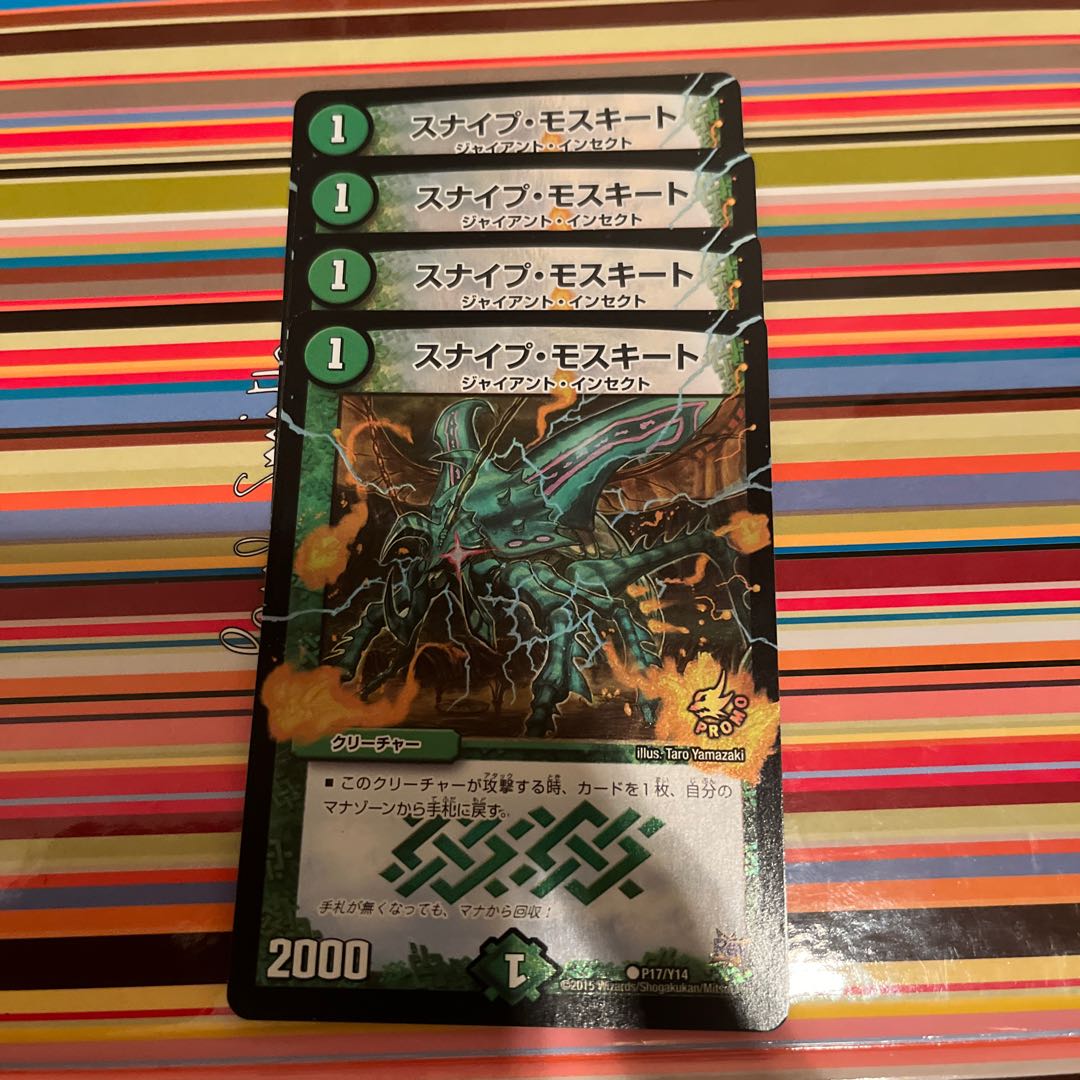 1
スナイプ・モスキート
ジャイアント・インセクト
1
スナイプ・モスキート
ジャイアント・インセクト
1
スナイプ・モスキート
ジャイアント・インセクト
1
スナイプ・モスキート
ジャイアント・インセクト
PROMO
クリーチャー
illus. Taro Yamazaki
■ このクリーチャーが攻撃する時、カードを1枚、自分の
マナゾーンから手札に戻す。
手札が無くなっても、マナから回収!
2000
1
P17/Y14
©2015 Wizards/Shogakukan/Mits